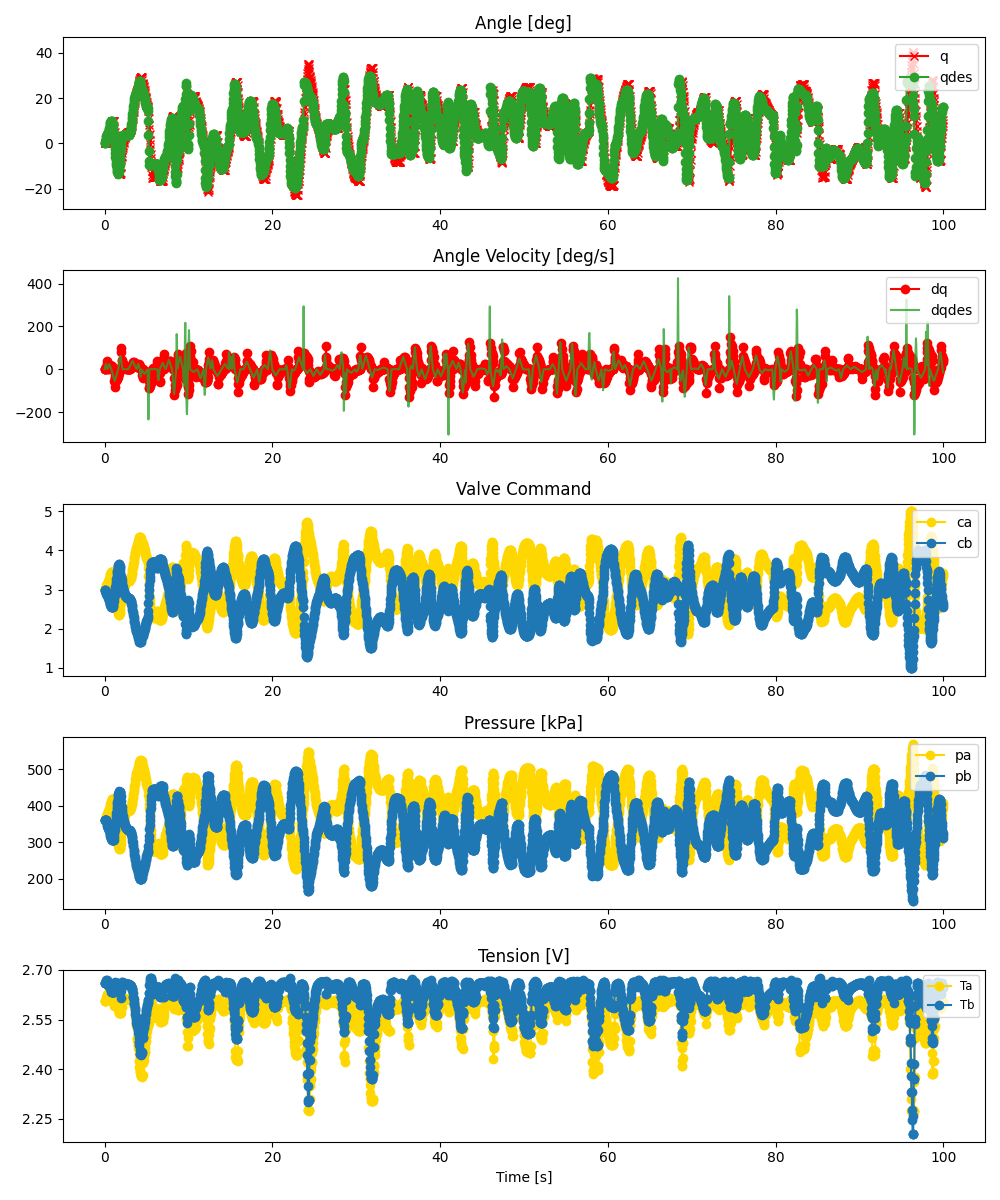 Angle [deg]
40
20
0
−20
q
qdes
0 20 40 60 80 100
Angle Velocity [deg/s]
400
200
0
−200
dq
dqdes
0 20 40 60 80 100
Valve Command
5
4
3
2
1
ca
cb
0 20 40 60 80 100
Pressure [kPa]
500
400
300
200
pa
pb
0 20 40 60 80 100
Tension [V]
2.70
2.55
2.40
2.25
Ta
Tb
0 20 40 60 80 100
Time [s]